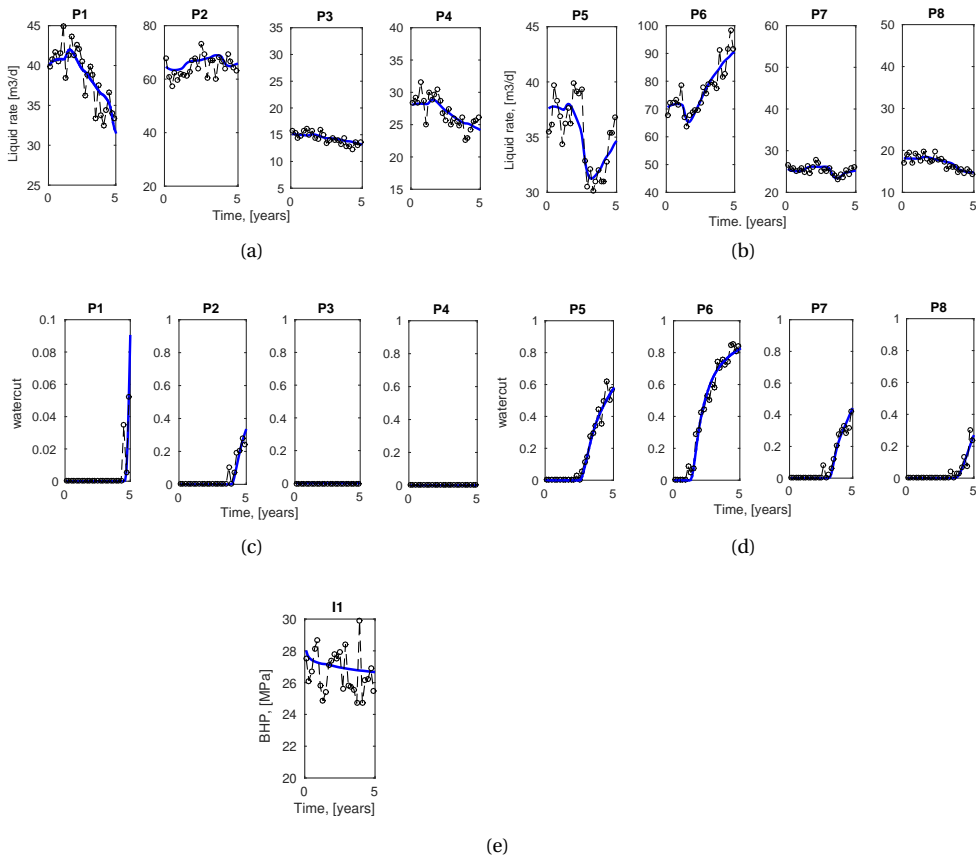 P1 P2 P3 P4
45 80 50 40
40 60 45 35
35 40 40 30
30 20 35 25
25 30 20
25 15
20
15
10
5
0
0 5 0 5 0 5 0 5
Liquid rate [m3/d]
Time, [years]
(a)
P5 P6 P7 P8
45 100 60 50
40 90 50 40
35 80 40 30
30 70 30 20
60 20 10
50
40
0 5 0 5 0 5 0 5
Liquid rate, [m3/d]
Time. [years]
(b)
P1 P2 P3 P4
0.1 1 1 1
0.08 0.8 0.8 0.8
0.06 0.6 0.6 0.6
0.04 0.4 0.4 0.4
0.02 0.2 0.2 0.2
0 0 0 0
0 5 0 5 0 5 0 5
watercut
Time, [years]
(c)
P5 P6 P7 P8
1 1 1 1
0.8 0.8 0.8 0.8
0.6 0.6 0.6 0.6
0.4 0.4 0.4 0.4
0.2 0.2 0.2 0.2
0 0 0 0
0 5 0 5 0 5 0 5
watercut
Time, [years]
(d)
I1
30
28
26
24
22
20
0 5
BHP, [MPa]
Time, [years]
(e)